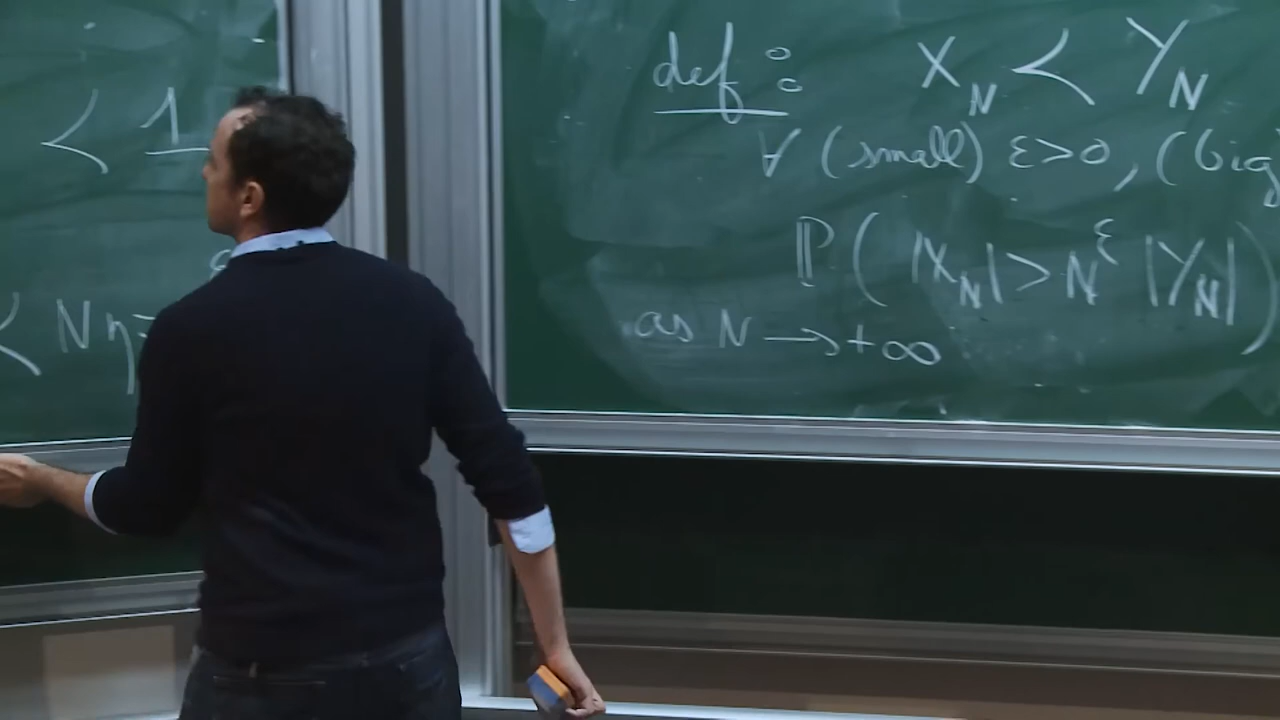 ≺ 1
≺ Nη
def : X_N ≺ Y_N
∀ (small) ε>0, (big
ℙ ( |X_N| > N^ε |Y_N| )
as N → +∞